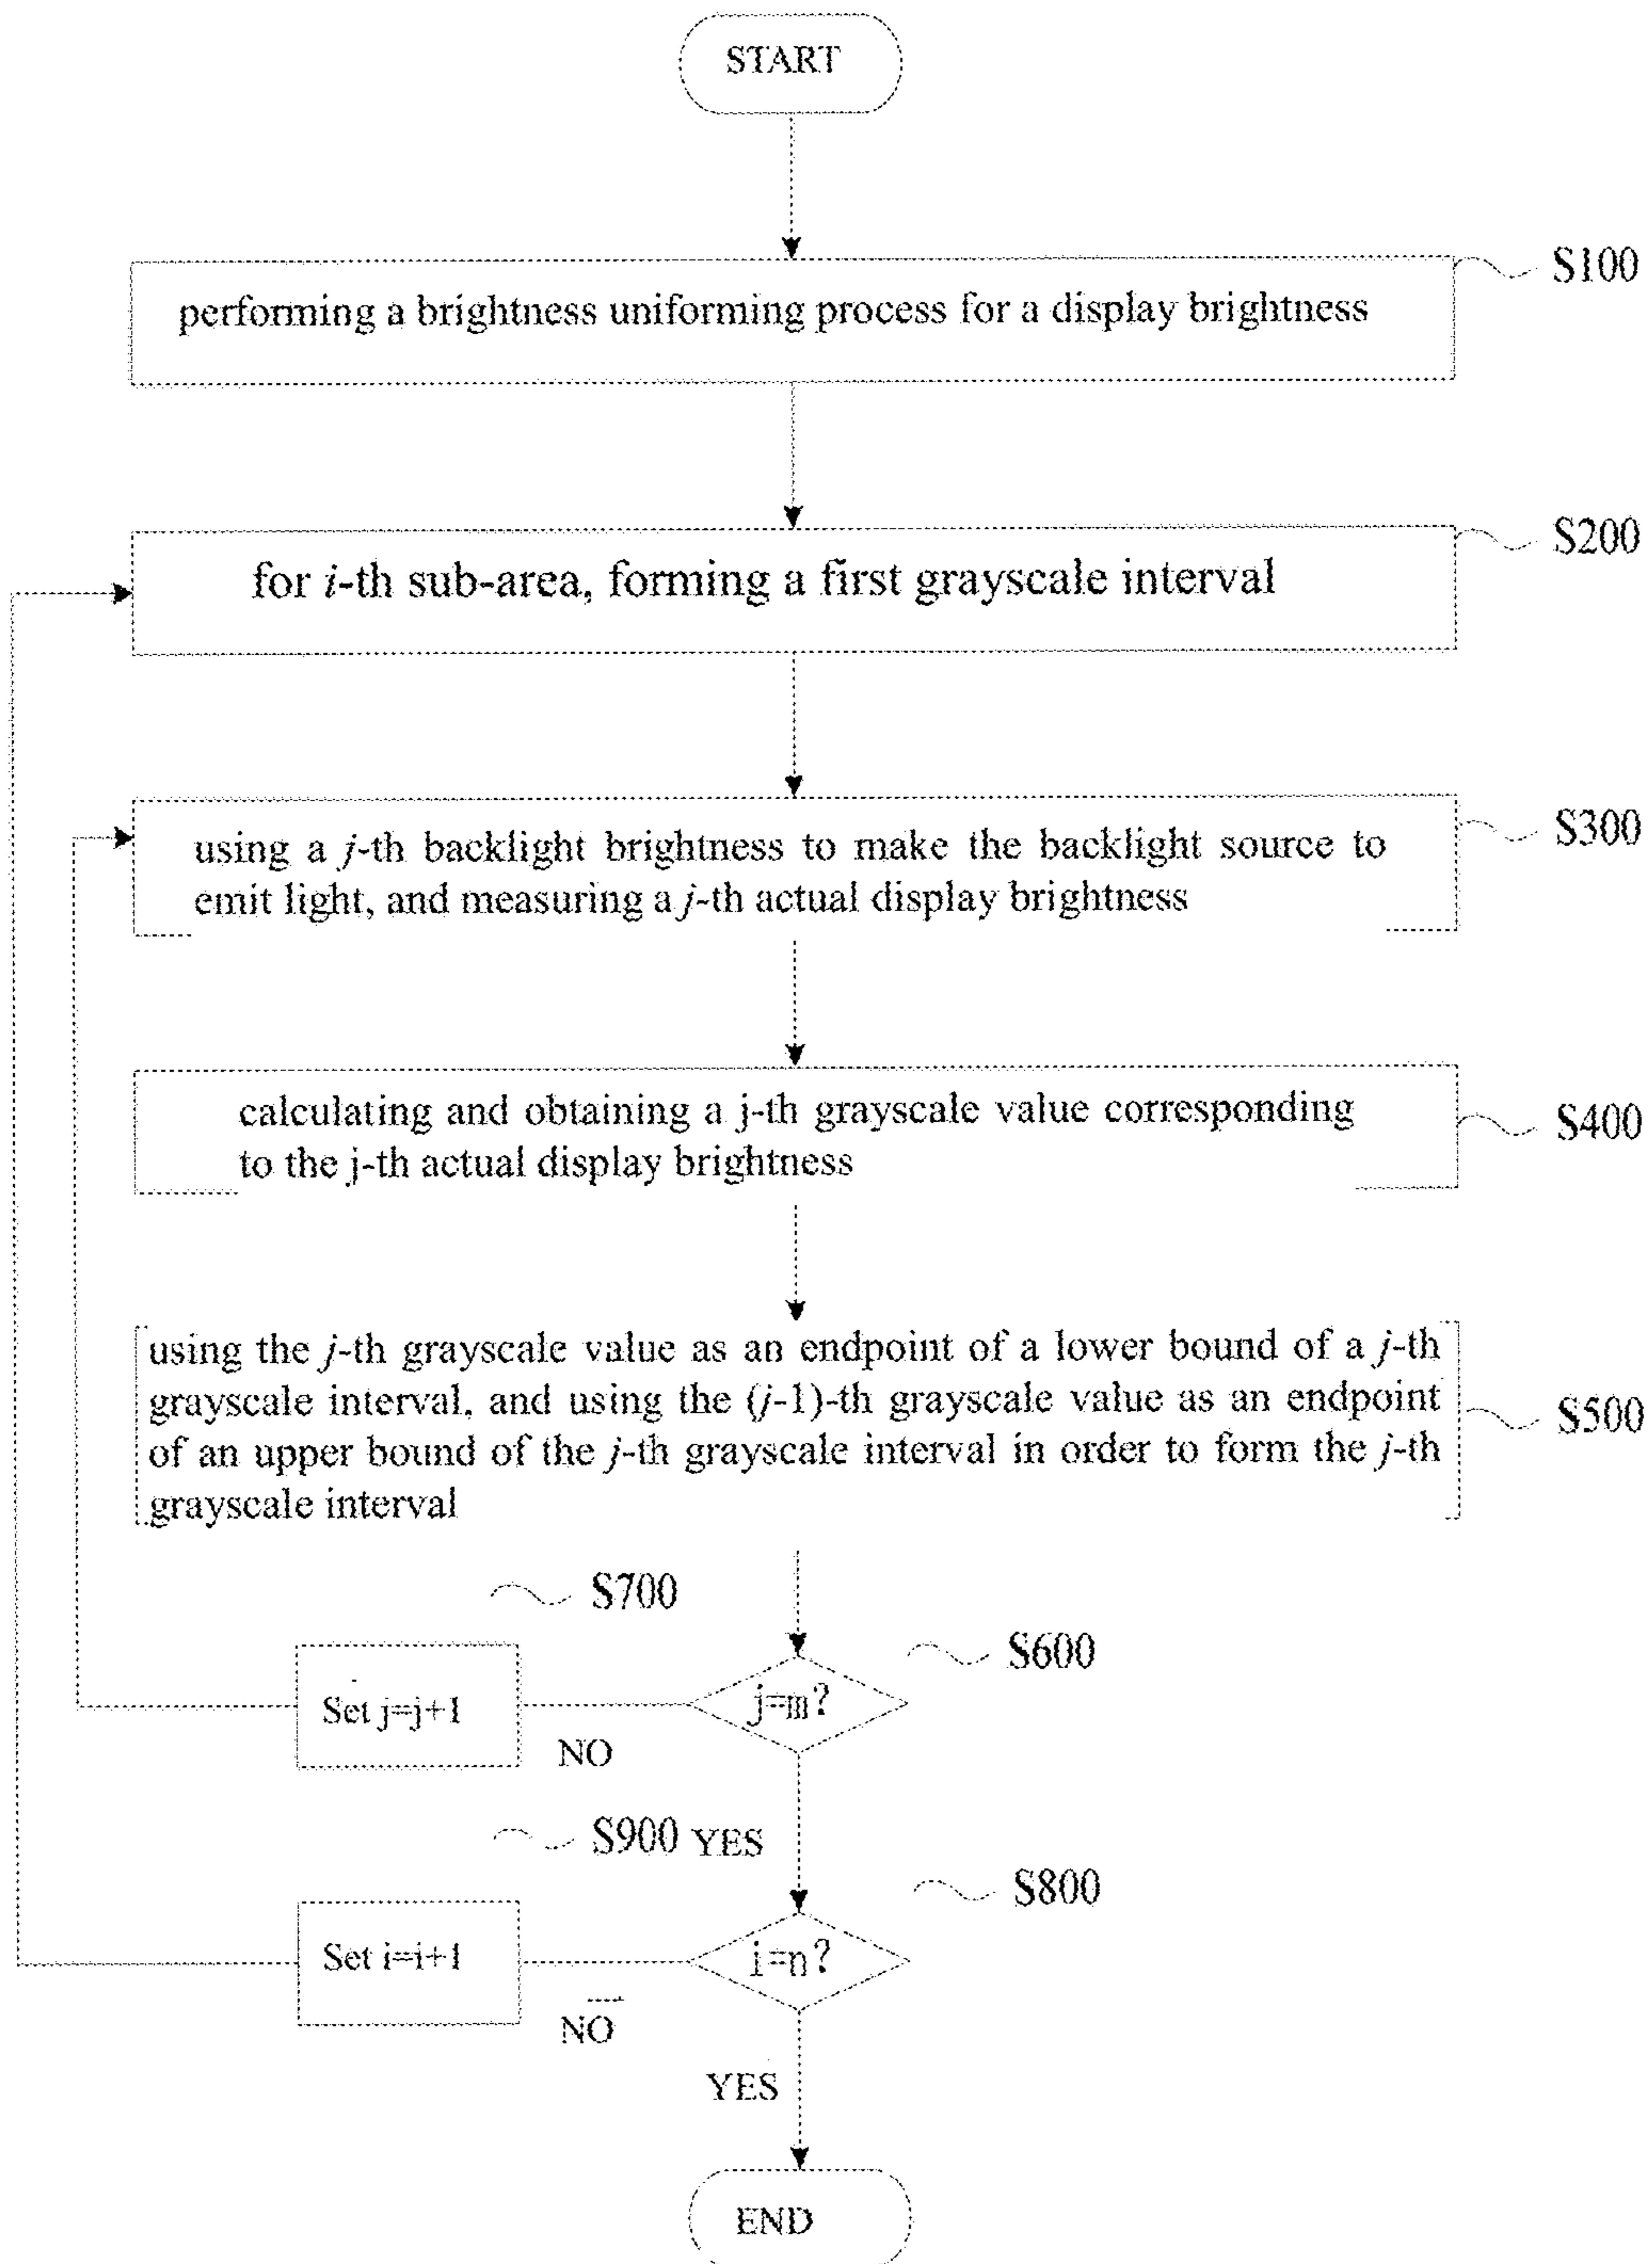 START
S100
performing a brightness uniforming process for a display brightness
S200
for i-th sub-area, forming a first grayscale interval
S300
using a j-th backlight brightness to make the backlight source to
emit light, and measuring a j-th actual display brightness
S400
calculating and obtaining a j-th grayscale value corresponding
to the j-th actual display brightness
using the j-th grayscale value as an endpoint of a lower bound of a j-th
grayscale interval, and using the (j-1)-th grayscale value as an endpoint
S500
of an upper bound of the j-th grayscale interval in order to form the j-th
grayscale interval
S700
S600
Set j=j+1
j=m?
NO
S900
YES
S800
Set i=i+1
i=n?
NO
YES
END